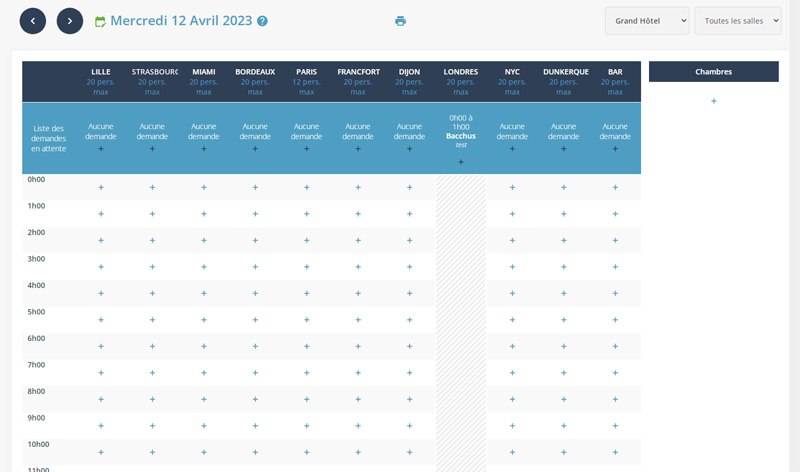 Mercredi 12 Avril 2023 ?
Grand Hôtel
Toutes les salles
LILLE STRASBOURG MIAMI BORDEAUX PARIS FRANCFORT DIJON LONDRES NYC DUNKERQUE BAR
20 pers. 20 pers. 20 pers. 20 pers. 12 pers. 20 pers. 20 pers. 20 pers. 20 pers. 20 pers. 20 pers.
max max max max max max max max max max max
Chambres
+
Liste des
demandes
en attente
Aucune Aucune Aucune Aucune Aucune Aucune Aucune 0h00 à Aucune Aucune Aucune
demande demande demande demande demande demande demande 1h00 demande demande demande
Bacchus
test
+ + + + + + + + + + +
0h00
+ + + + + + + + + +
1h00
+ + + + + + + + + +
2h00
+ + + + + + + + + +
3h00
+ + + + + + + + + +
4h00
+ + + + + + + + + +
5h00
+ + + + + + + + + +
6h00
+ + + + + + + + + +
7h00
+ + + + + + + + + +
8h00
+ + + + + + + + + +
9h00
+ + + + + + + + + +
10h00
+ + + + + + + + + +
11h00